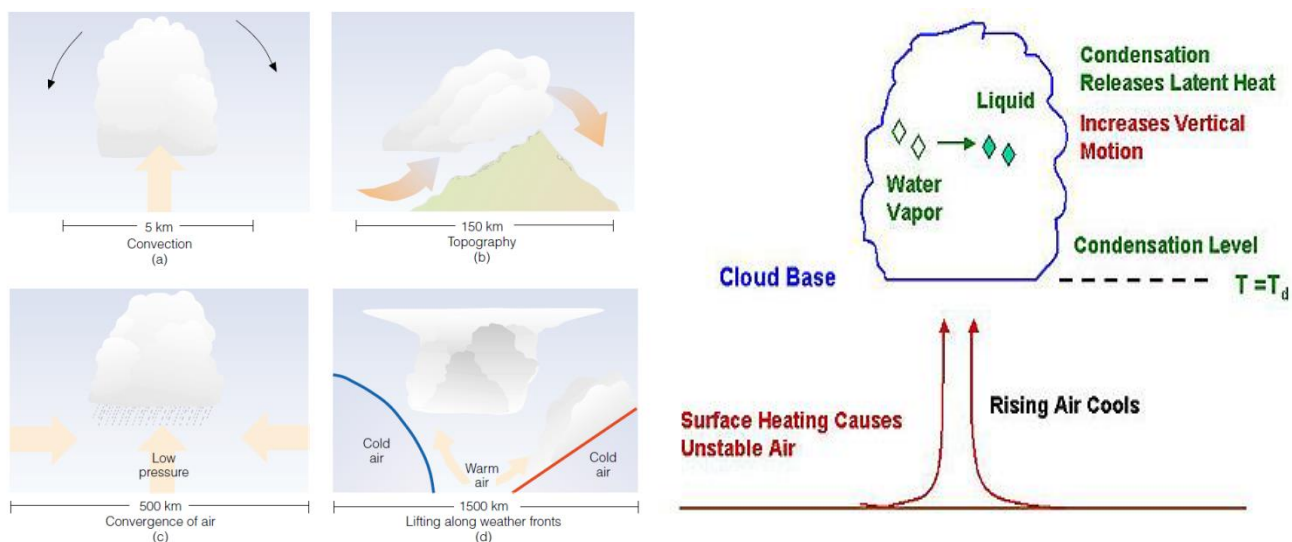 5 km
Convection
(a)
150 km
Topography
(b)
Low
pressure
500 km
Convergence of air
(c)
Cold
air
Warm
air
Cold
air
1500 km
Lifting along weather fronts
(d)
Condensation
Releases Latent Heat
Liquid
Increases Vertical
Motion
Water
Vapor
Condensation Level
Cloud Base
T =Td
Rising Air Cools
Surface Heating Causes
Unstable Air